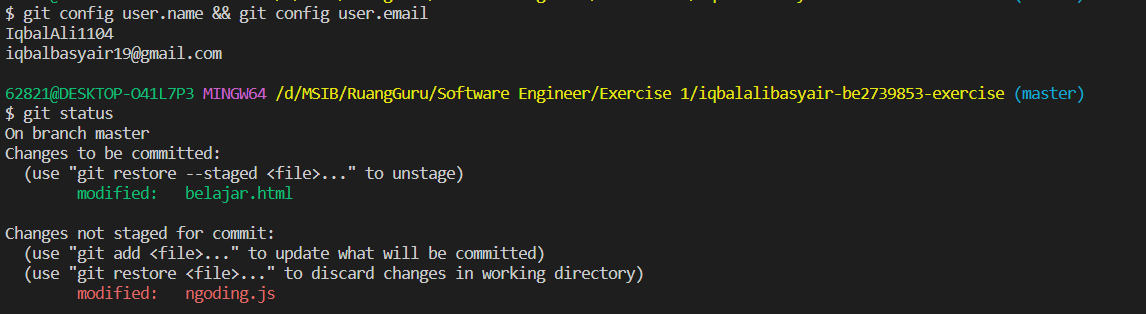 $ git config user.name && git config user.email
IqbalAli1104
iqbalbasyair19@gmail.com
62821@DESKTOP-O41L7P3 MINGW64 /d/MSIB/RuangGuru/Software Engineer/Exercise 1/iqbalalibasyair-be2739853-exercise (master)
$ git status
On branch master
Changes to be committed:
  (use "git restore --staged <file>..." to unstage)
        modified:   belajar.html
Changes not staged for commit:
  (use "git add <file>..." to update what will be committed)
  (use "git restore <file>..." to discard changes in working directory)
        modified:   ngoding.js